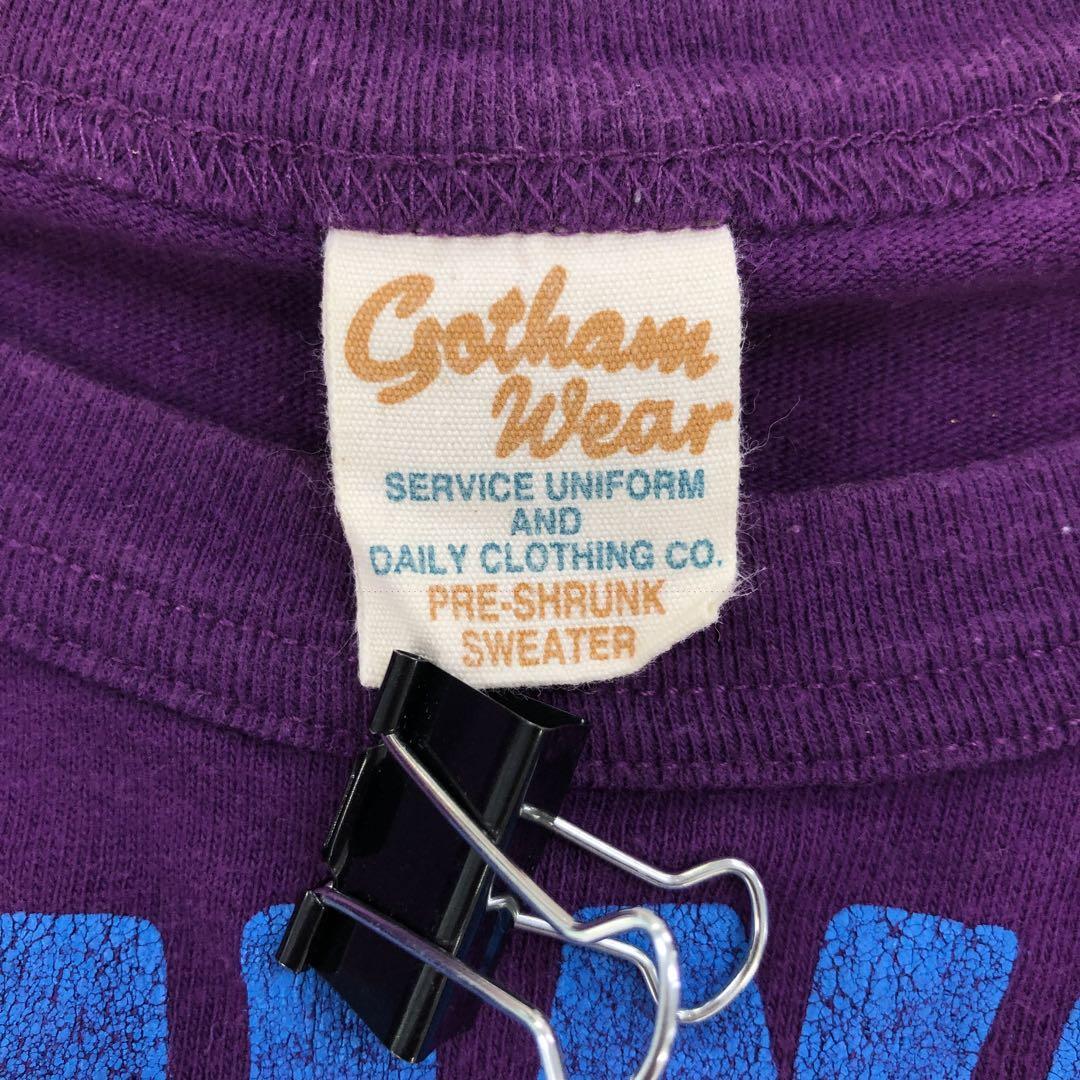 Gotham
Wear
SERVICE UNIFORM
AND
DAILY CLOTHING CO.
PRE-SHRUNK
SWEATER